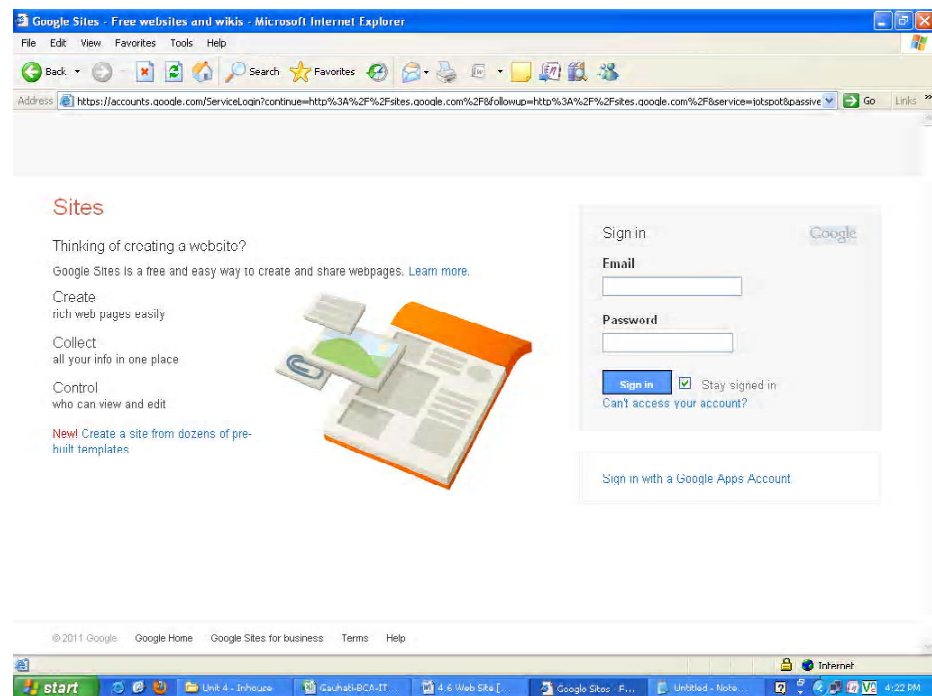 Google Sites - Free websites and wikis - Microsoft Internet Explorer
File Edit View Favorites Tools Help
Back Search Favorites
Address https://accounts.google.com/ServiceLogin?continue=http%3A%2F%2Fsites.google.com%2F&followup=http%3A%2F%2Fsites.google.com%2F&service=jotspot&passive Go Links »
Sites
Thinking of creating a website?
Google Sites is a free and easy way to create and share webpages. Learn more.
Create
rich web pages easily
Collect
all your info in one place
Control
who can view and edit
New! Create a site from dozens of pre-
built templates
Sign in Google
Email
Password
Sign in Stay signed in
Can't access your account?
Sign in with a Google Apps Account
© 2011 Google Google Home Google Sites for business Terms Help
Internet
start Unit 4 - Inhouse Gauhati-BCA-IT... 4.6 Web Site [... Google Sites - F... Untitled - Note... 4:22 PM